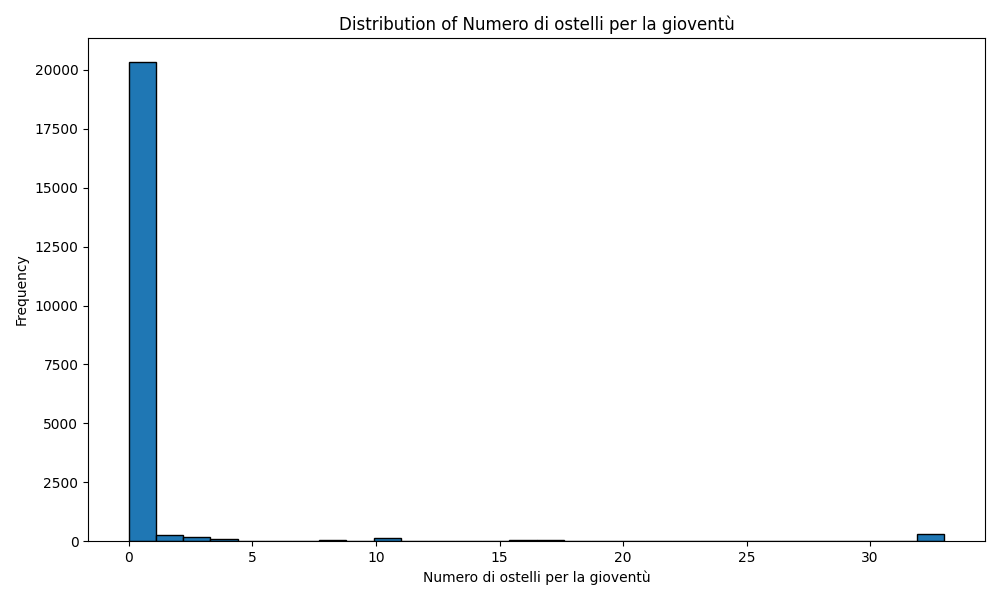 Distribution of Numero di ostelli per la gioventù
Frequency
20000
17500
15000
12500
10000
7500
5000
2500
0
0 5 10 15 20 25 30
Numero di ostelli per la gioventù